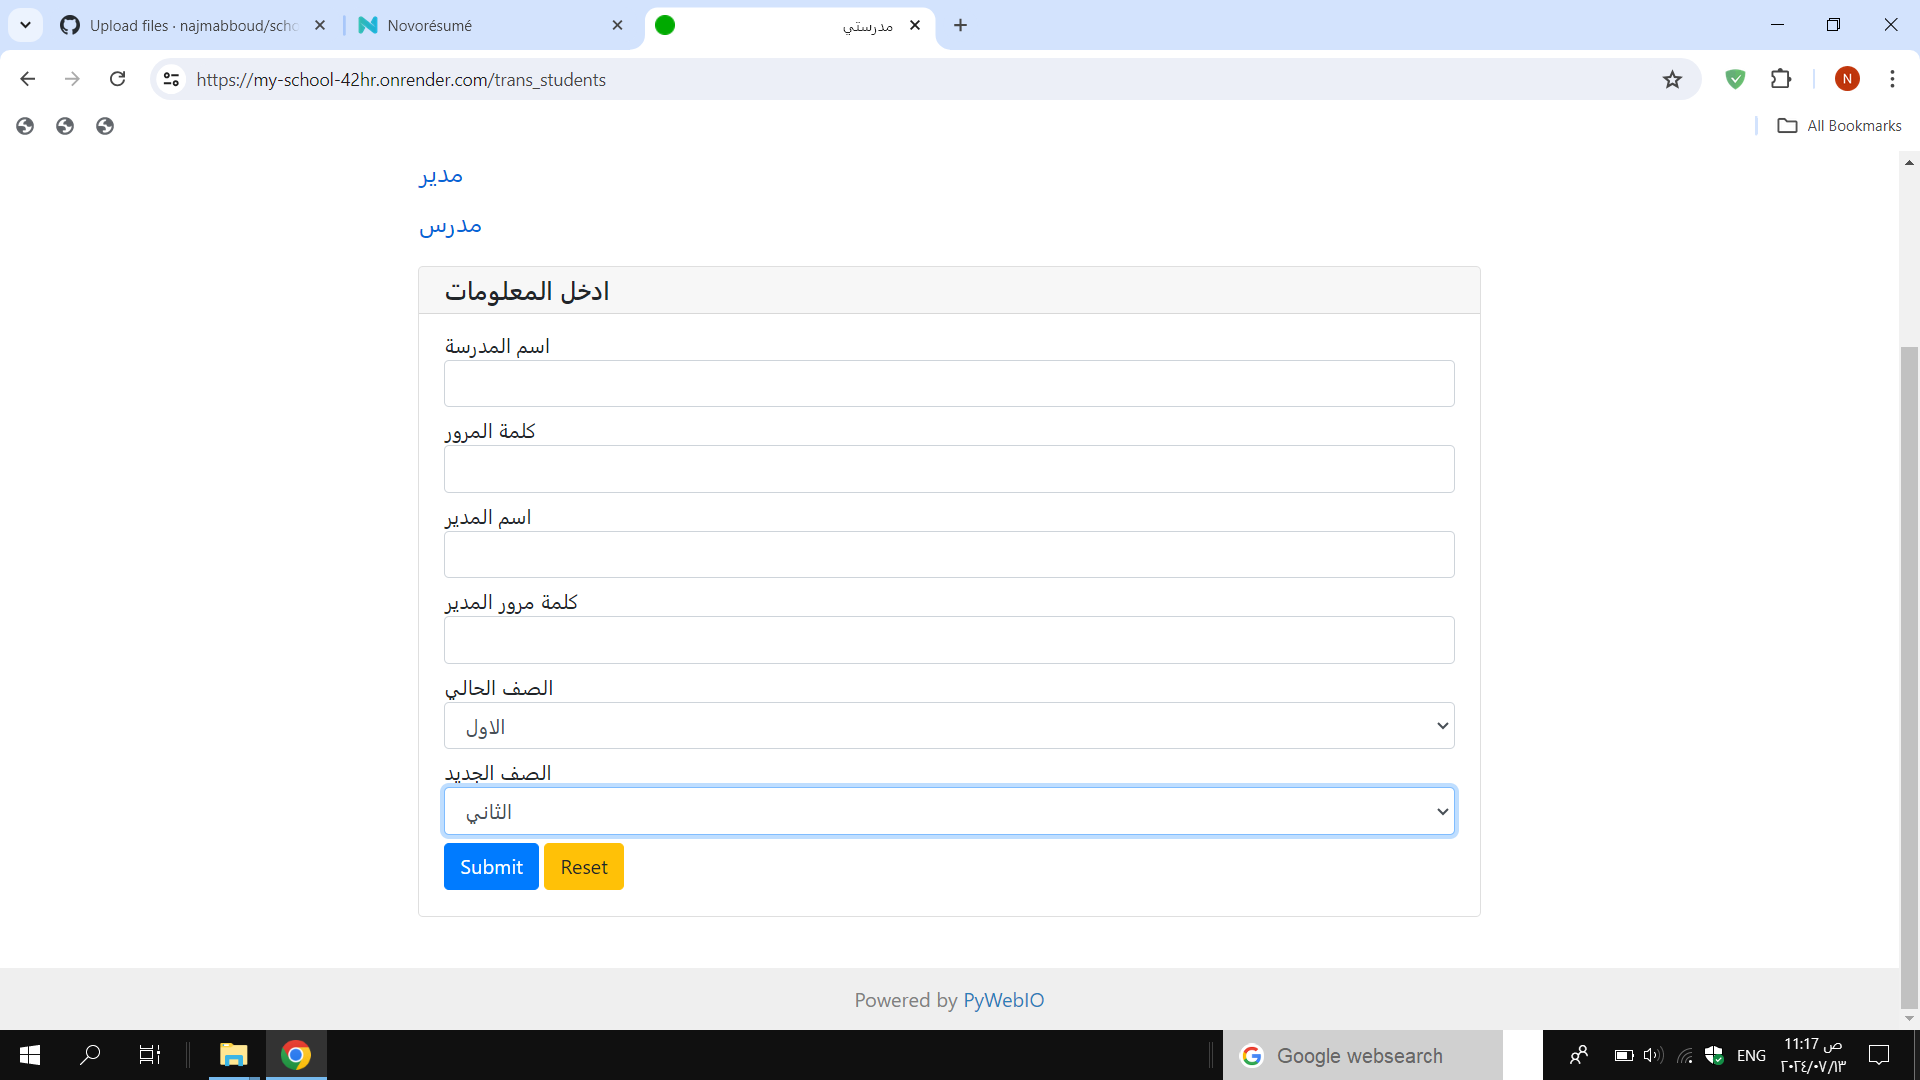 Upload files · najmabboud/scho
Novorésumé
مدرستي
https://my-school-42hr.onrender.com/trans_students
N
All Bookmarks
مدير
مدرس
ادخل المعلومات
اسم المدرسة
كلمة المرور
اسم المدير
كلمة مرور المدير
الصف الحالي
الاول
الصف الجديد
الثاني
Submit Reset
Powered by PyWebIO
Google websearch
ENG
11:17 ص
٢٠٢٤/٠٧/١٣